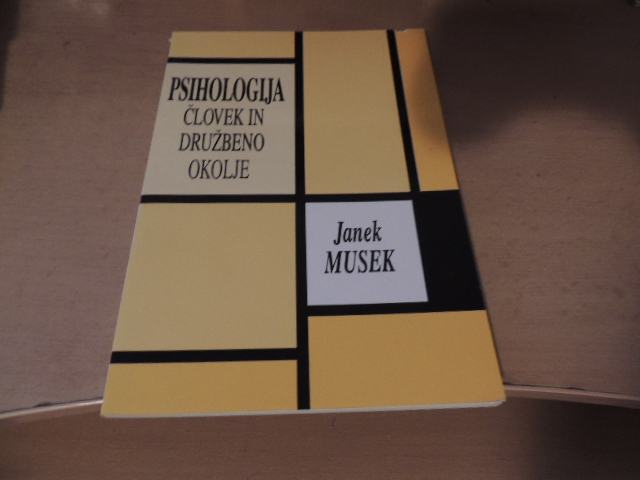 PSIHOLOGIJA
ČLOVEK IN
DRUŽBENO
OKOLJE
Janek
MUSEK